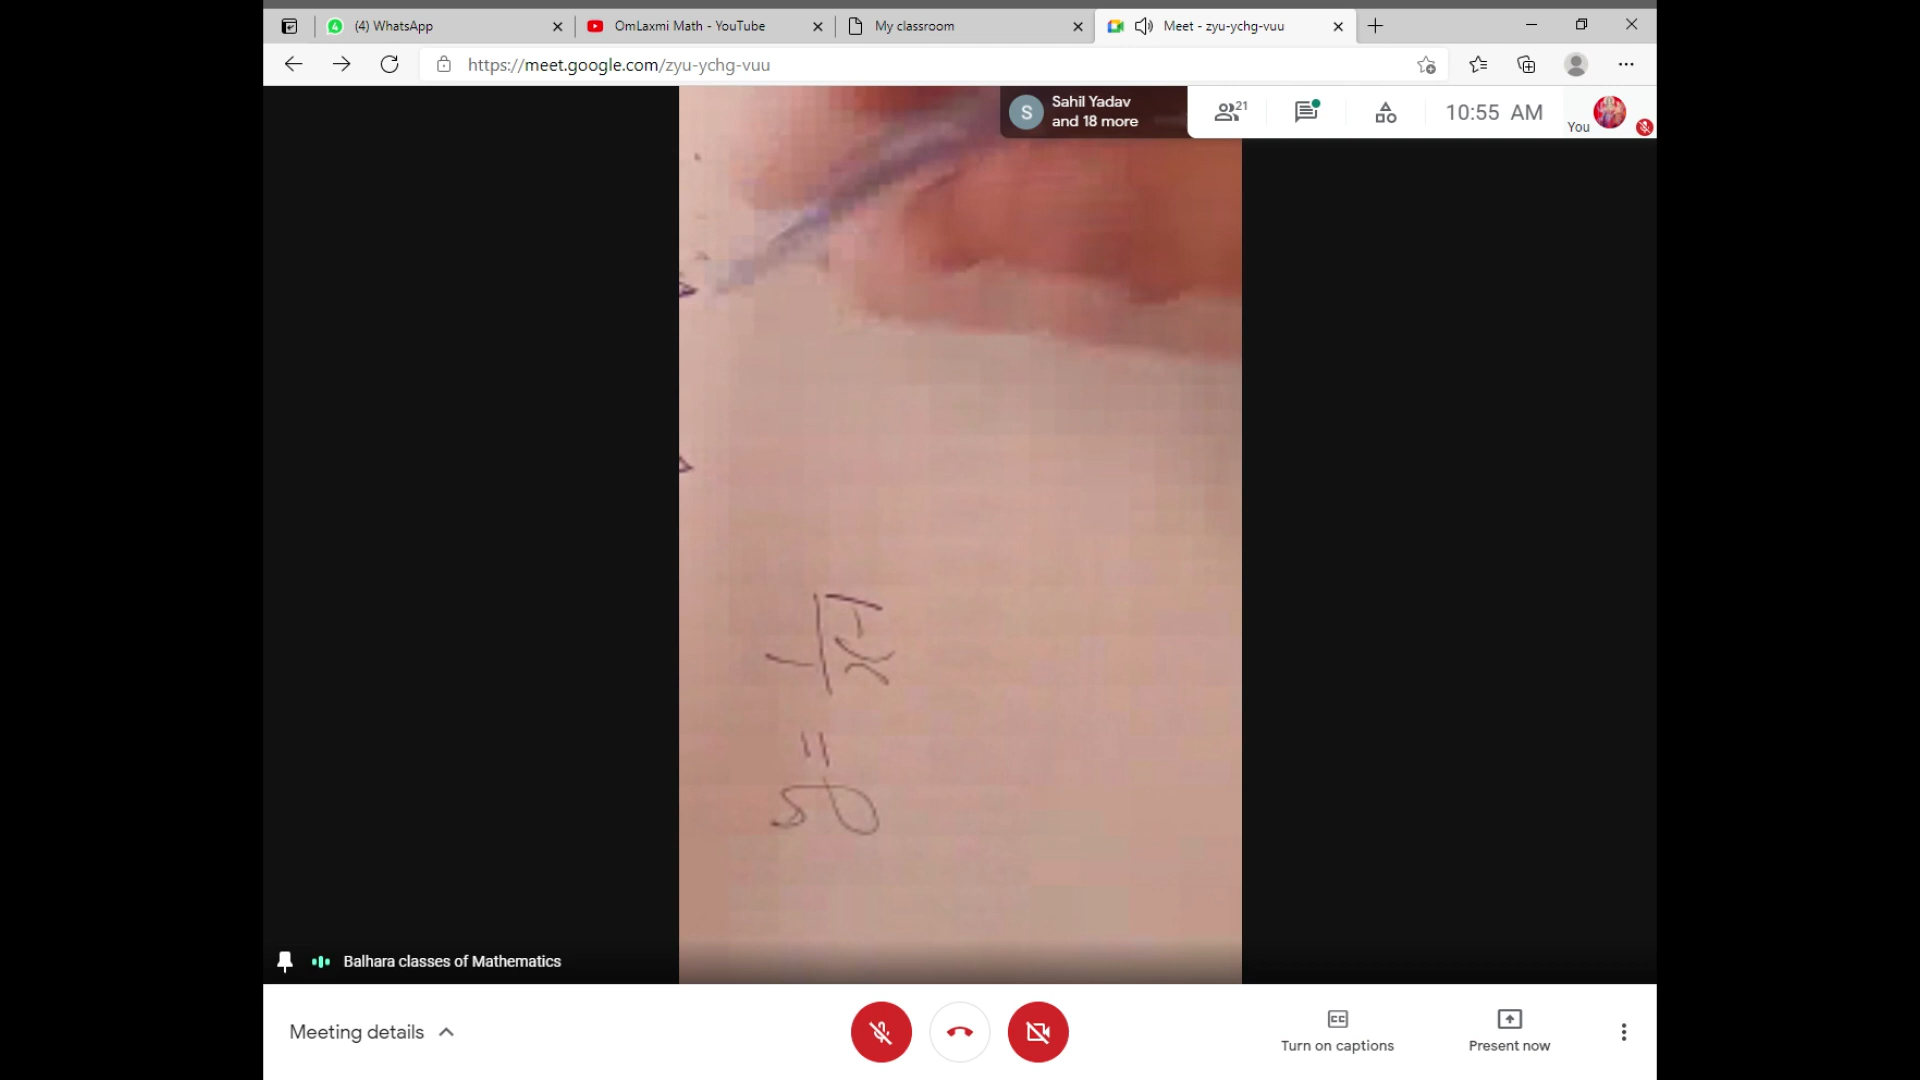 (4) WhatsApp
OmLaxmi Math - YouTube
My classroom
Meet - zyu-ychg-vuu
https://meet.google.com/zyu-ychg-vuu
S
Sahil Yadav
and 18 more
21
10:55 AM
You
Balhara classes of Mathematics
Meeting details
CC
Turn on captions
Present now